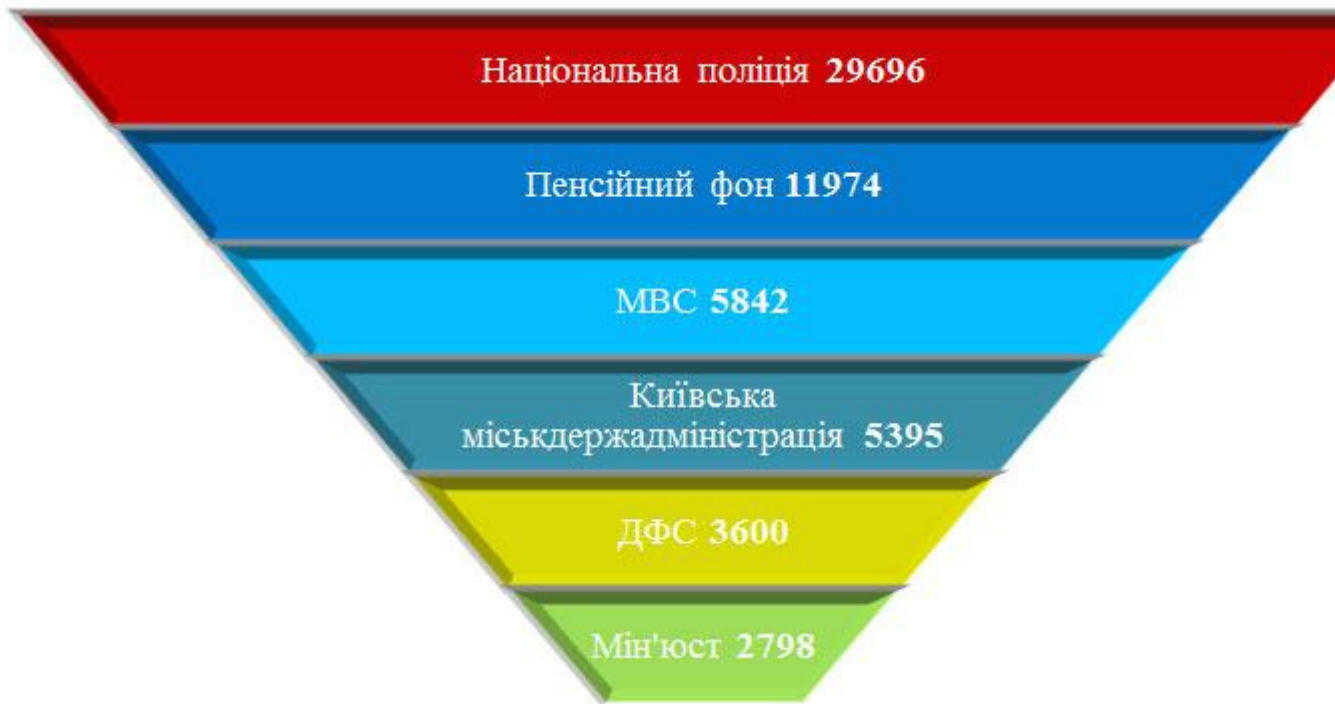 Національна поліція 29696
Пенсійний фон 11974
МВС 5842
Київська
міськдержадміністрація 5395
ДФС 3600
Мін'юст 2798